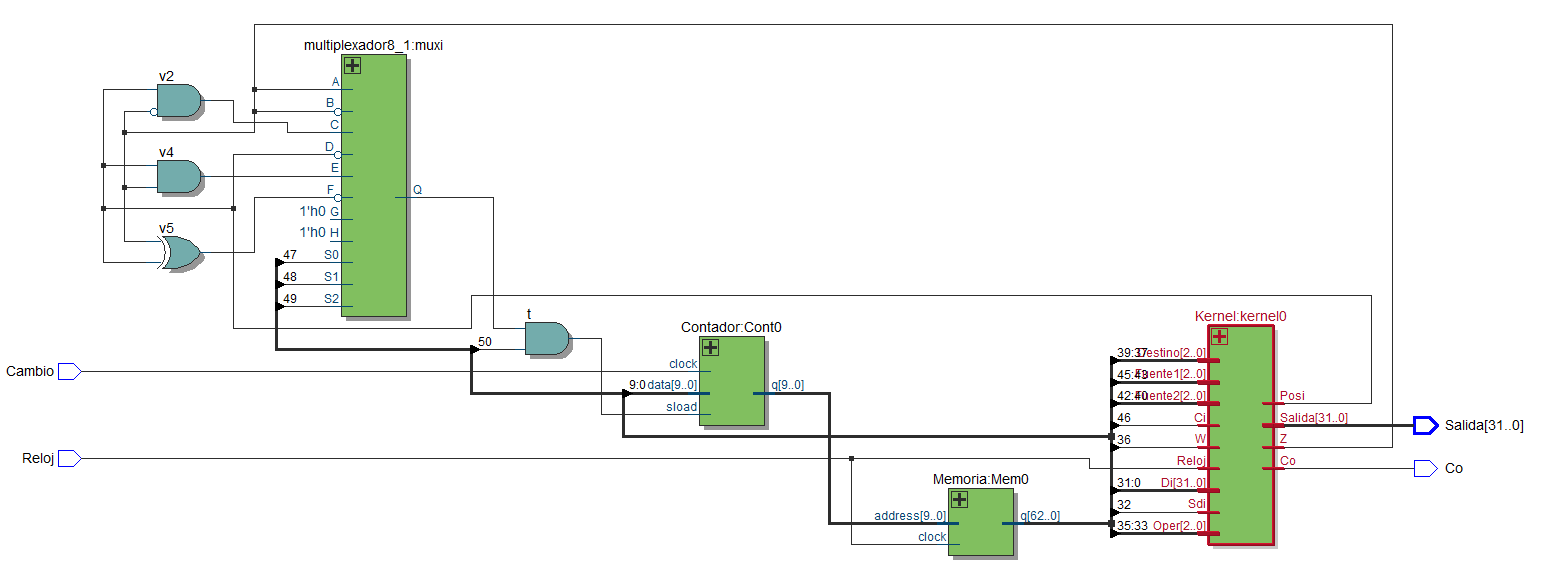 multiplexador8_1:muxi
v2
A
B
C
v4
D
E
F
Q
1'h0 G
v5
1'h0 H
47 S0
48 S1
49 S2
t
Contador:Cont0
Kernel:kernel0
50
39:37 Destino[2..0]
Cambio
clock
45:43 Fuente1[2..0]
9:0 data[9..0]
q[9..0]
42:40 Fuente2[2..0]
Posi
sload
46 Ci
Salida[31..0]
Salida[31..0]
36 W
Z
Reloj
Reloj
Co
Co
Memoria:Mem0
31:0 Di[31..0]
32 Sdi
address[9..0]
q[62..0]
35:33 Oper[2..0]
clock